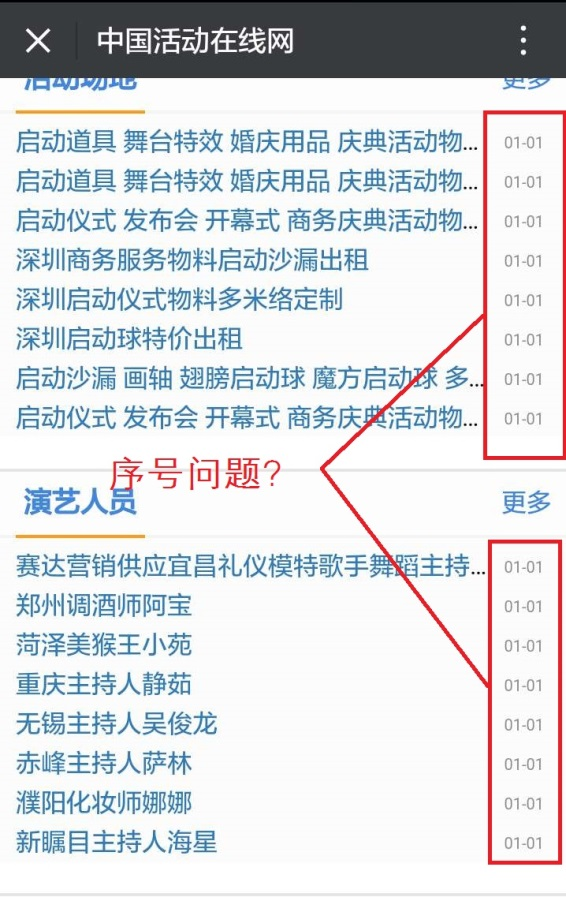 中国活动在线网
活动场地 更多
启动道具 舞台特效 婚庆用品 庆典活动物... 01-01
启动道具 舞台特效 婚庆用品 庆典活动物... 01-01
启动仪式 发布会 开幕式 商务庆典活动物... 01-01
深圳商务服务物料启动沙漏出租 01-01
深圳启动仪式物料多米络定制 01-01
深圳启动球特价出租 01-01
启动沙漏 画轴 翅膀启动球 魔方启动球 多... 01-01
启动仪式 发布会 开幕式 商务庆典活动物... 01-01
序号问题?
演艺人员 更多
赛达营销供应宜昌礼仪模特歌手舞蹈主持... 01-01
郑州调酒师阿宝 01-01
菏泽美猴王小苑 01-01
重庆主持人静茹 01-01
无锡主持人吴俊龙 01-01
赤峰主持人萨林 01-01
濮阳化妆师娜娜 01-01
新瞩目主持人海星 01-01